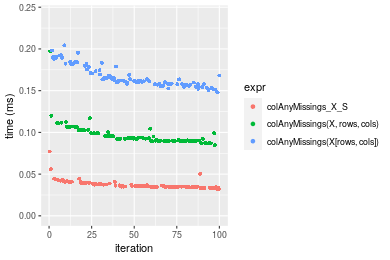 0.25
0.20
0.15
0.10
0.05
0.00
time (ms)
0
25
50
75
100
iteration
expr
colAnyMissings_X_S
colAnyMissings(X, rows, cols)
colAnyMissings(X[rows, cols])